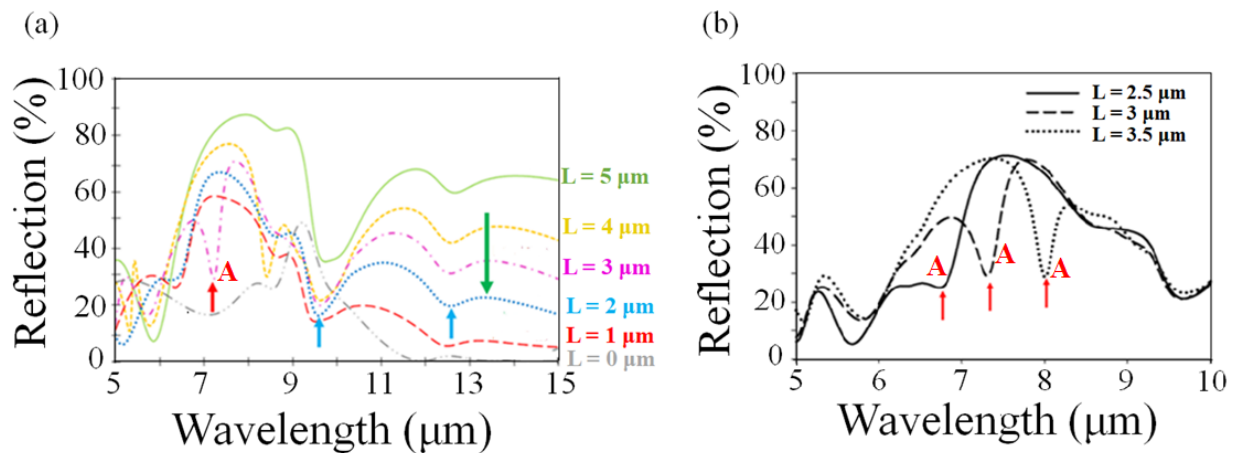 (a)
Reflection (%)
100
80
60
40
20
0
5
7
9
11
13
15
Wavelength (μm)
A
L = 5 μm
L = 4 μm
L = 3 μm
L = 2 μm
L = 1 μm
L = 0 μm
(b)
Reflection (%)
100
80
60
40
20
0
5
6
7
8
9
10
Wavelength (μm)
L = 2.5 μm
L = 3 μm
L = 3.5 μm
A
A
A